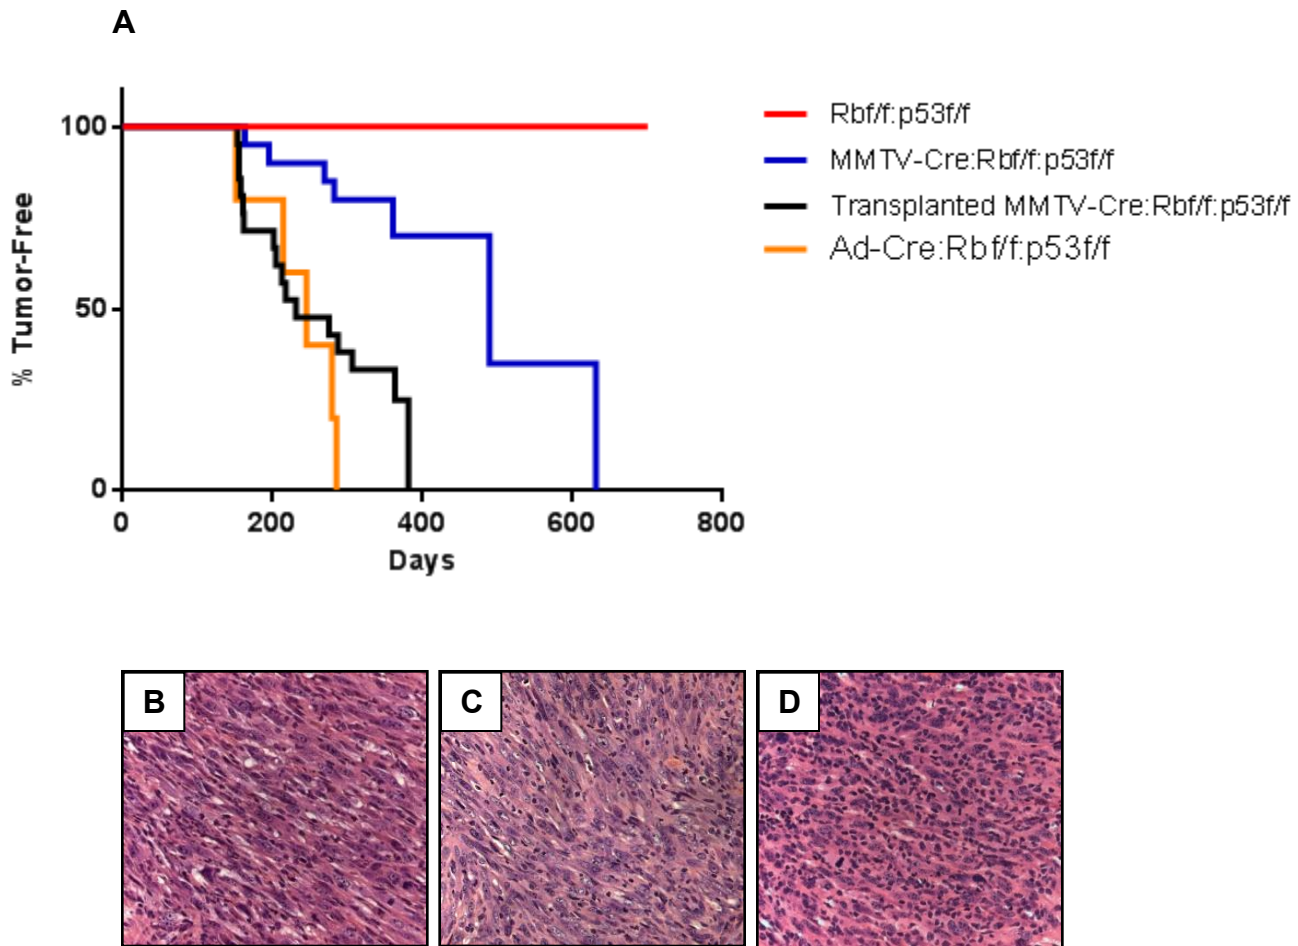 A
% Tumor-Free
100
50
0
0 200 400 600 800
Days
Rbf/f:p53f/f
MMTV-Cre:Rbf/f:p53f/f
Transplanted MMTV-Cre:Rbf/f:p53f/f
Ad-Cre:Rbf/f:p53f/f
B C D